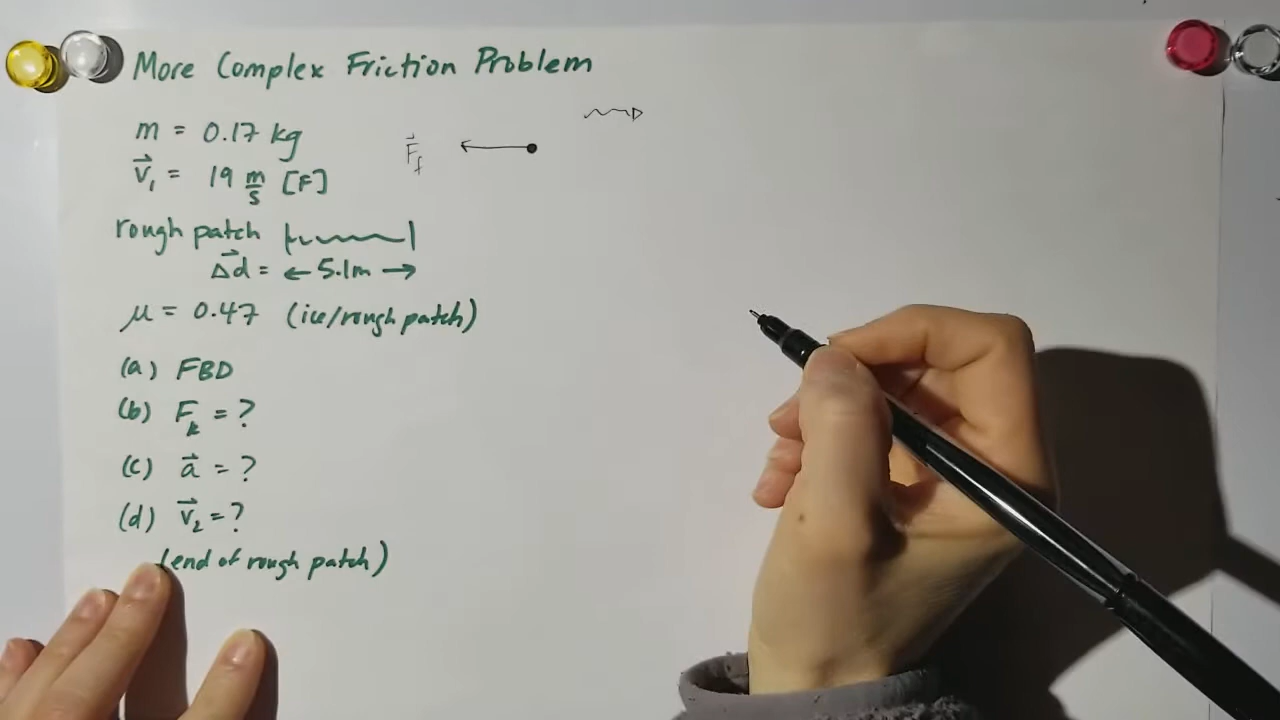 More Complex Friction Problem
m = 0.17 kg
v⃗₁ = 19 m/s [F]
F⃗f
rough patch
Δd⃗ = ← 5.1m →
μ = 0.47 (ice/rough patch)
(a) FBD
(b) Fₖ = ?
(c) a⃗ = ?
(d) v⃗₂ = ?
(end of rough patch)